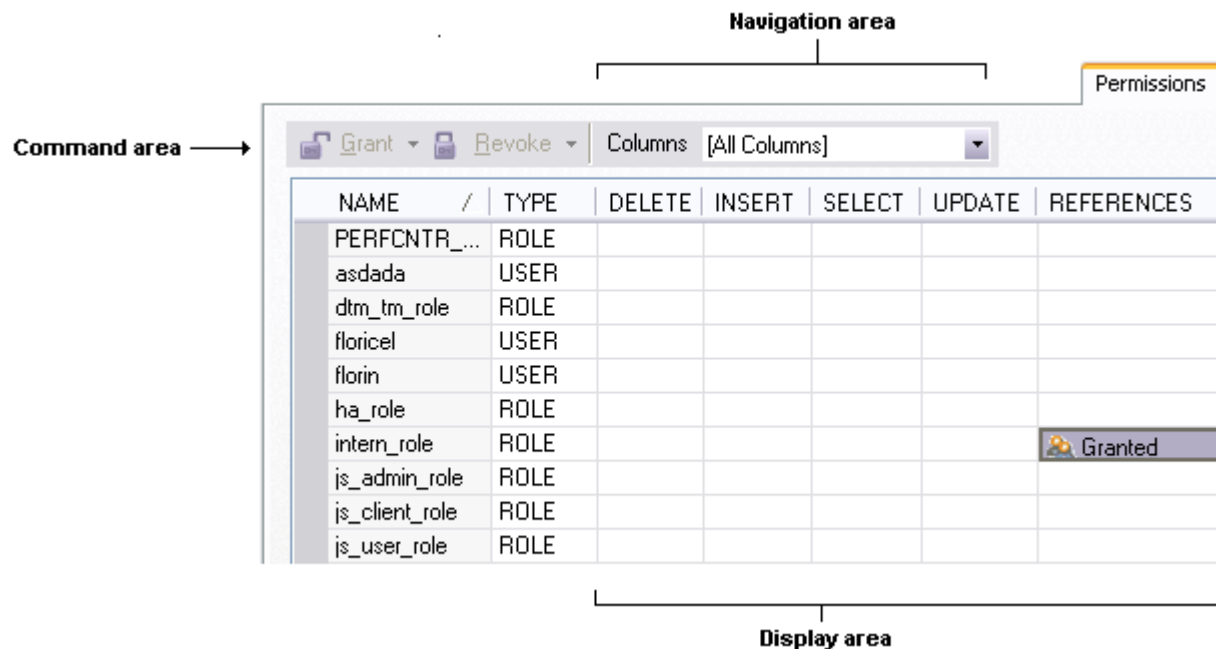 Navigation area
Permissions
Command area
Grant Revoke Columns [All Columns]
NAME / TYPE DELETE INSERT SELECT UPDATE REFERENCES
PERFCNTR_... ROLE
asdada USER
dtm_tm_role ROLE
floricel USER
florin USER
ha_role ROLE
intern_role ROLE Granted
js_admin_role ROLE
js_client_role ROLE
js_user_role ROLE
Display area